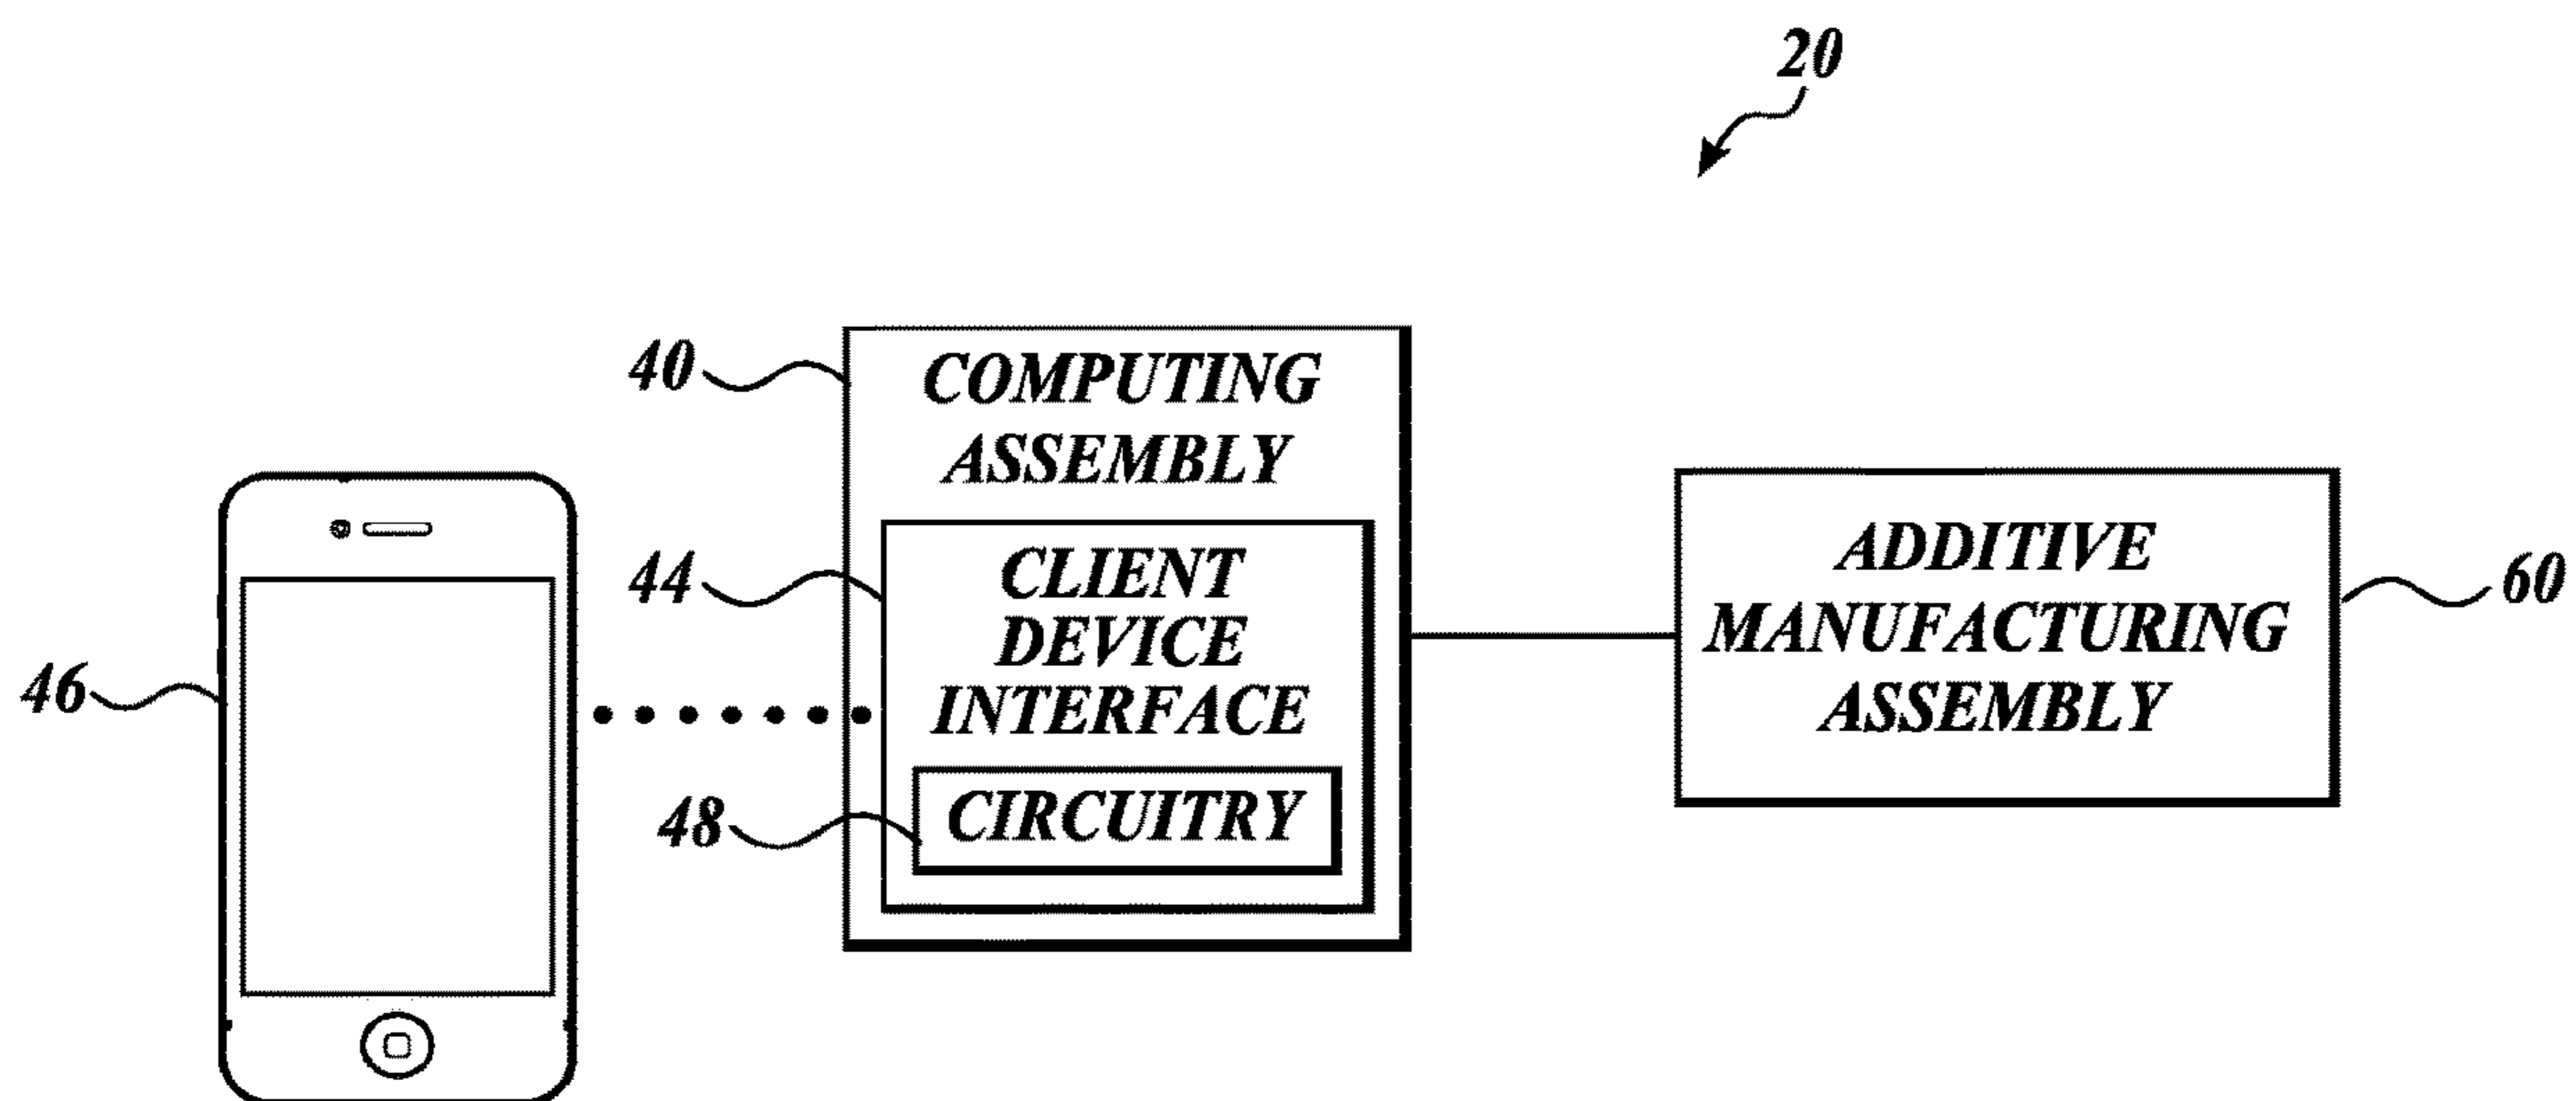 20
40
COMPUTING
ASSEMBLY
44
CLIENT
DEVICE
INTERFACE
46
48
CIRCUITRY
ADDITIVE
MANUFACTURING
ASSEMBLY
60